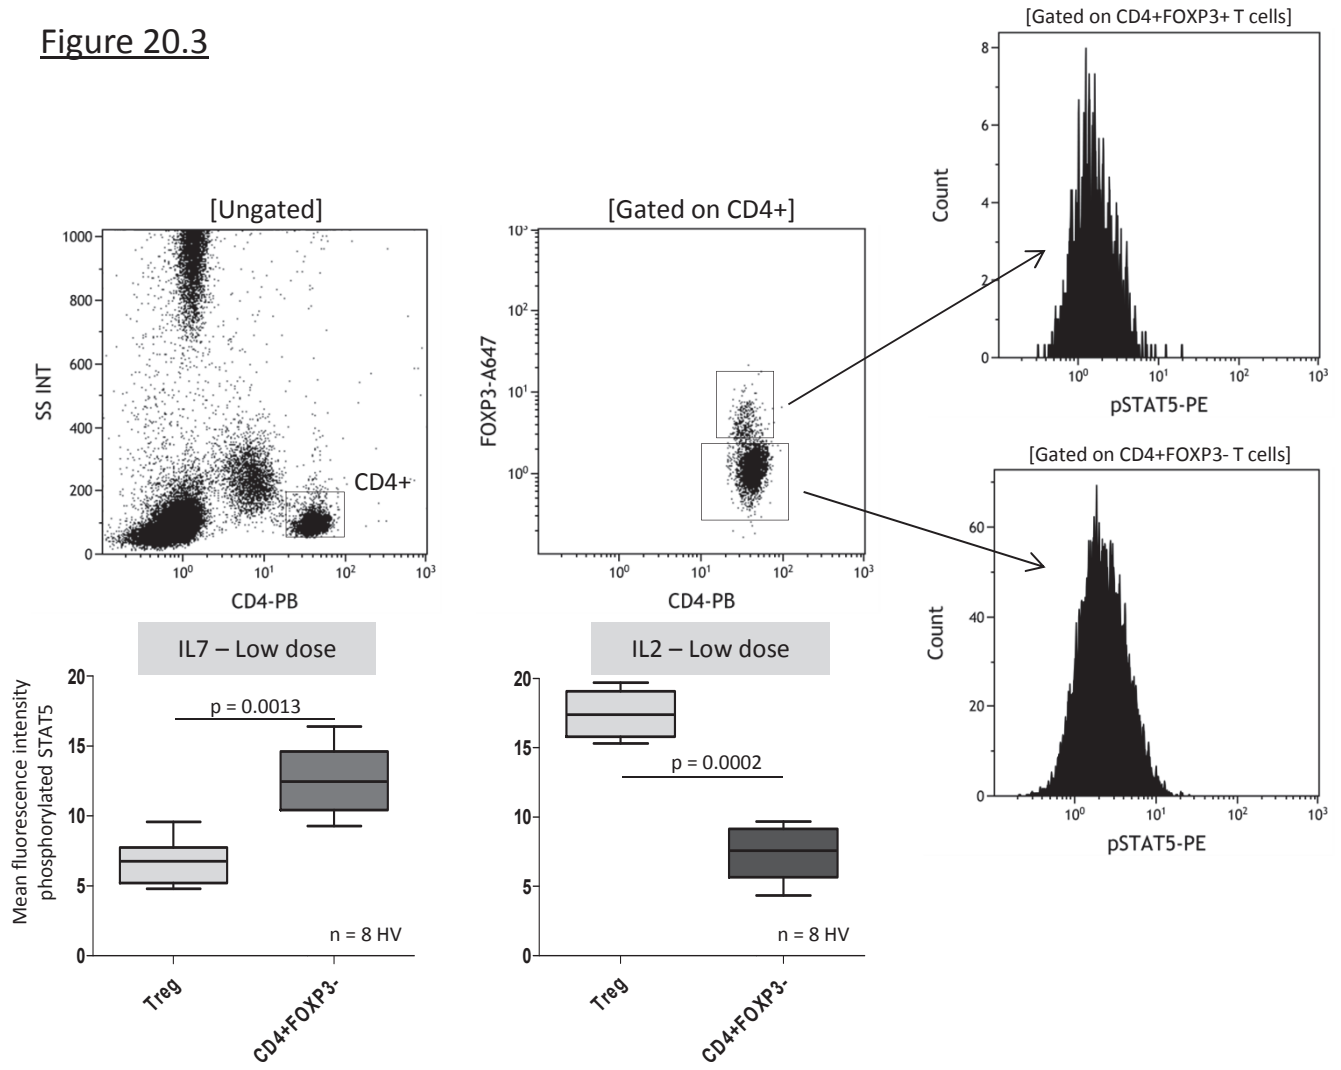 Figure 20.3
[Gated on CD4+FOXP3+ T cells]
8
6
4
2
0
Count
10⁰
10¹
10²
10³
pSTAT5-PE
[Ungated]
1000
800
600
400
200
0
SS INT
CD4+
10⁰
10¹
10²
10³
CD4-PB
[Gated on CD4+]
10³
10²
10¹
10⁰
FOXP3-A647
10⁰
10¹
10²
10³
CD4-PB
[Gated on CD4+FOXP3- T cells]
60
40
20
0
Count
10⁰
10¹
10²
10³
pSTAT5-PE
IL7 – Low dose
Mean fluorescence intensity
phosphorylated STAT5
20
15
10
5
0
p = 0.0013
n = 8 HV
Treg
CD4+FOXP3-
IL2 – Low dose
20
15
10
5
0
p = 0.0002
n = 8 HV
Treg
CD4+FOXP3-